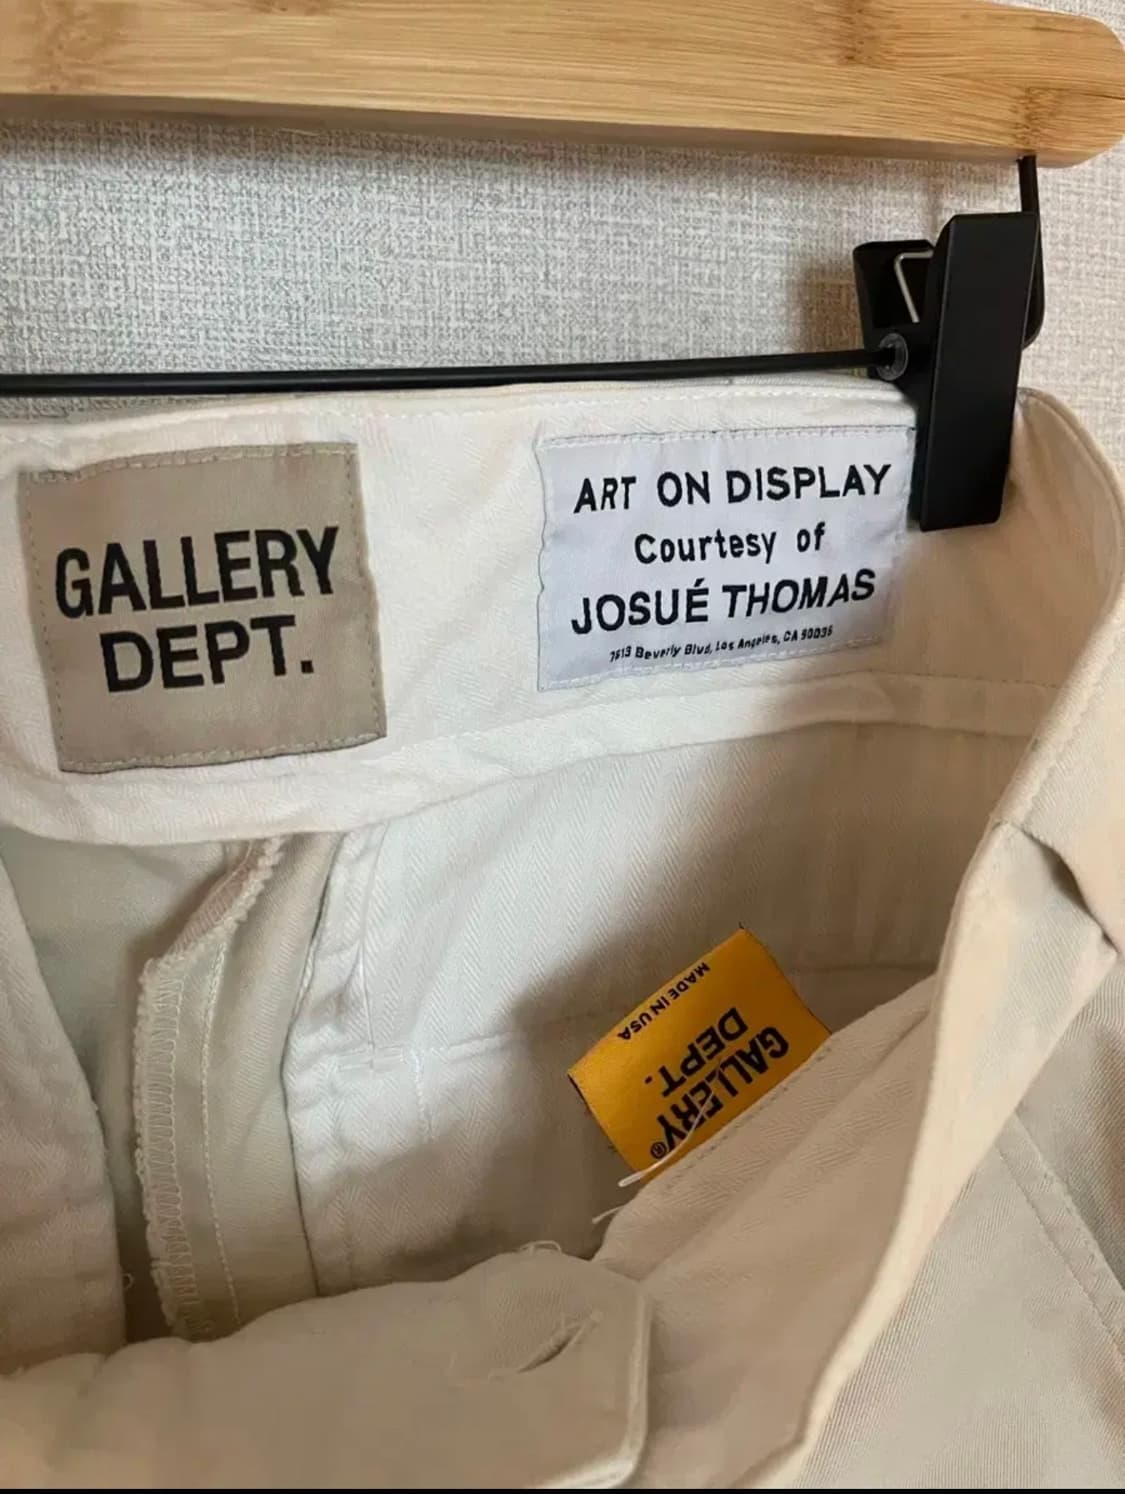 GALLERY
DEPT.
ART ON DISPLAY
Courtesy of
JOSUÉ THOMAS
7613 Beverly Blvd, Los Angeles, CA 90036
GALLERY®
DEPT.
MADE IN USA